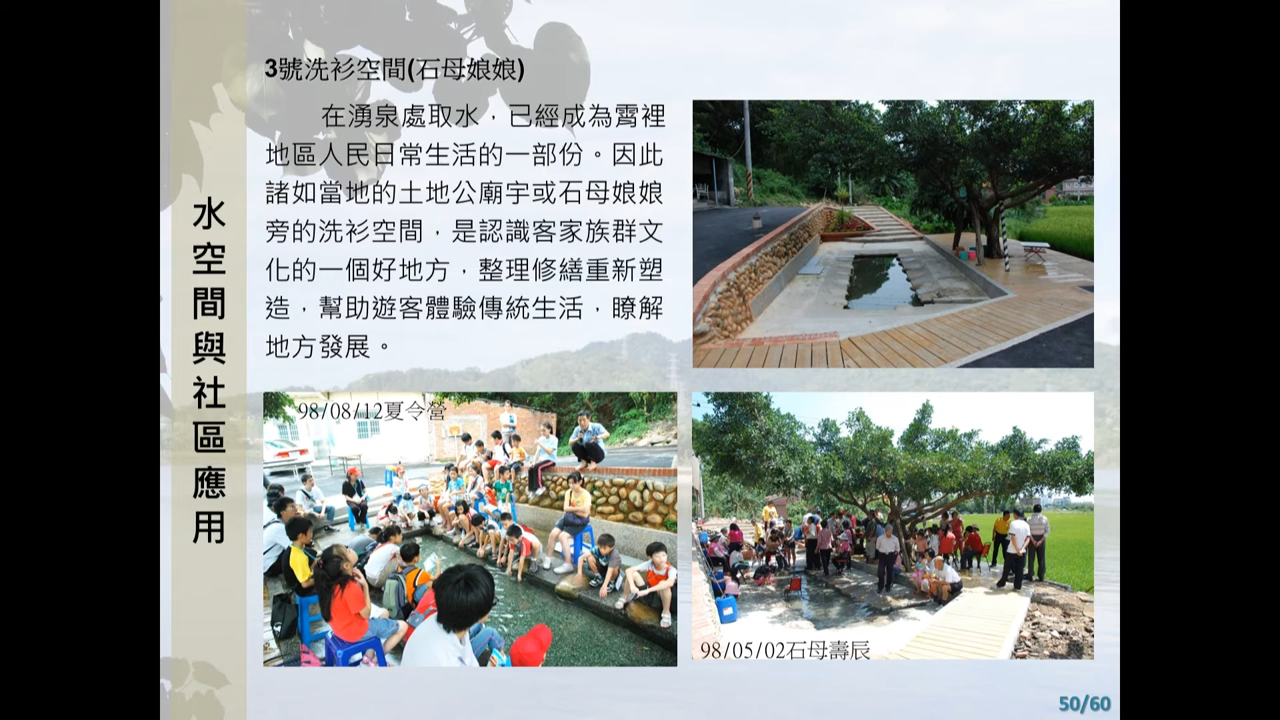 水空間與社區應用
3號洗衫空間(石母娘娘)
在湧泉處取水，已經成為霄裡
地區人民日常生活的一部份。因此
諸如當地的土地公廟宇或石母娘娘
旁的洗衫空間，是認識客家族群文
化的一個好地方，整理修繕重新塑
造，幫助遊客體驗傳統生活，瞭解
地方發展。
98/08/12夏令營
98/05/02石母壽辰
50/60